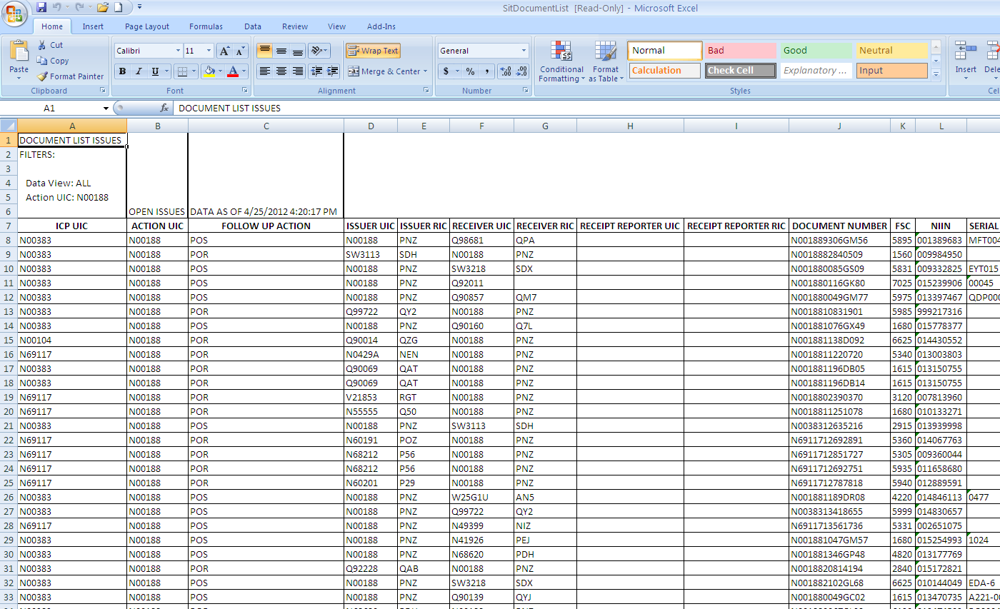 SitDocumentList [Read-Only] - Microsoft Excel
Home Insert Page Layout Formulas Data Review View Add-Ins
Paste Cut Copy Format Painter Clipboard
Calibri 11 A A B I U A Font
Wrap Text Merge & Center Alignment
General $ % , .0 .00 .00 .0 Number
Conditional Formatting Format as Table
Normal Bad Good Neutral
Calculation Check Cell Explanatory ... Input
Styles
Insert Dele
Cel
A1 fx DOCUMENT LIST ISSUES
A B C D E F G H I J K L
1 DOCUMENT LIST ISSUES
2 FILTERS:
3
4 Data View: ALL
5 Action UIC: N00188
6 OPEN ISSUES DATA AS OF 4/25/2012 4:20:17 PM
7 ICP UIC ACTION UIC FOLLOW UP ACTION ISSUER UIC ISSUER RIC RECEIVER UIC RECEIVER RIC RECEIPT REPORTER UIC RECEIPT REPORTER RIC DOCUMENT NUMBER FSC NIIN SERIAL
8 N00383 N00188 POS N00188 PNZ Q98681 QPA N001889306GM56 5895 001389683 MFT004
9 N00383 N00188 POR SW3113 SDH N00188 PNZ N0018882840509 1560 009984950
10 N00383 N00188 POS N00188 PNZ SW3218 SDX N001880085GS09 5831 009332825 EYT015
11 N00383 N00188 POS N00188 PNZ Q92011 N001880116GK80 7025 015239906 00045
12 N00383 N00188 POS N00188 PNZ Q90857 QM7 N001880049GM77 5975 013397467 QDP000
13 N00383 N00188 POR Q99722 QY2 N00188 PNZ N0018810831901 5985 999217316
14 N00383 N00188 POS N00188 PNZ Q90160 Q7L N001881076GX49 1680 015778377
15 N00104 N00188 POR Q90014 QZG N00188 PNZ N001881138D092 6625 014430552
16 N69117 N00188 POR N0429A NEN N00188 PNZ N0018811220720 5340 013003803
17 N00383 N00188 POR Q90069 QAT N00188 PNZ N001881196DB05 1615 013150755
18 N00383 N00188 POR Q90069 QAT N00188 PNZ N001881196DB14 1615 013150755
19 N69117 N00188 POR V21853 RGT N00188 PNZ N0018802390370 3120 007813960
20 N69117 N00188 POR N55555 Q50 N00188 PNZ N0018811251078 1680 010133271
21 N00383 N00188 POS N00188 PNZ SW3113 SDH N0038312635216 2915 013939998
22 N69117 N00188 POR N60191 POZ N00188 PNZ N6911712692891 5360 014067763
23 N69117 N00188 POR N68212 P56 N00188 PNZ N6911712851727 5305 009360044
24 N69117 N00188 POR N68212 P56 N00188 PNZ N6911712692751 5935 011658680
25 N69117 N00188 POR N60201 P29 N00188 PNZ N6911712787818 5940 012889591
26 N00383 N00188 POS N00188 PNZ W25G1U AN5 N001881189DR08 4220 014846113 0477
27 N00383 N00188 POS N00188 PNZ Q99722 QY2 N0038313418655 5999 014830657
28 N69117 N00188 POS N00188 PNZ N49399 NIZ N6911713561736 5331 002651075
29 N00383 N00188 POS N00188 PNZ N41926 PEJ N001881047GM57 1680 015254993 1024
30 N00383 N00188 POS N00188 PNZ N68620 PDH N001881346GP48 4820 013177769
31 N00383 N00188 POR Q92228 QAB N00188 PNZ N0018820814194 2840 015172821
32 N00383 N00188 POS N00188 PNZ SW3218 SDX N001882102GL68 6625 010144049 EDA-6
33 N00383 N00188 POS N00188 PNZ Q90139 QYJ N001880049GC02 1615 013470735 A221-00